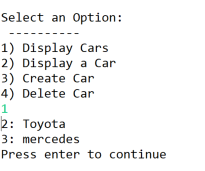 Select an Option:
----------
1) Display Cars
2) Display a Car
3) Create Car
4) Delete Car
1
2: Toyota
3: mercedes
Press enter to continue